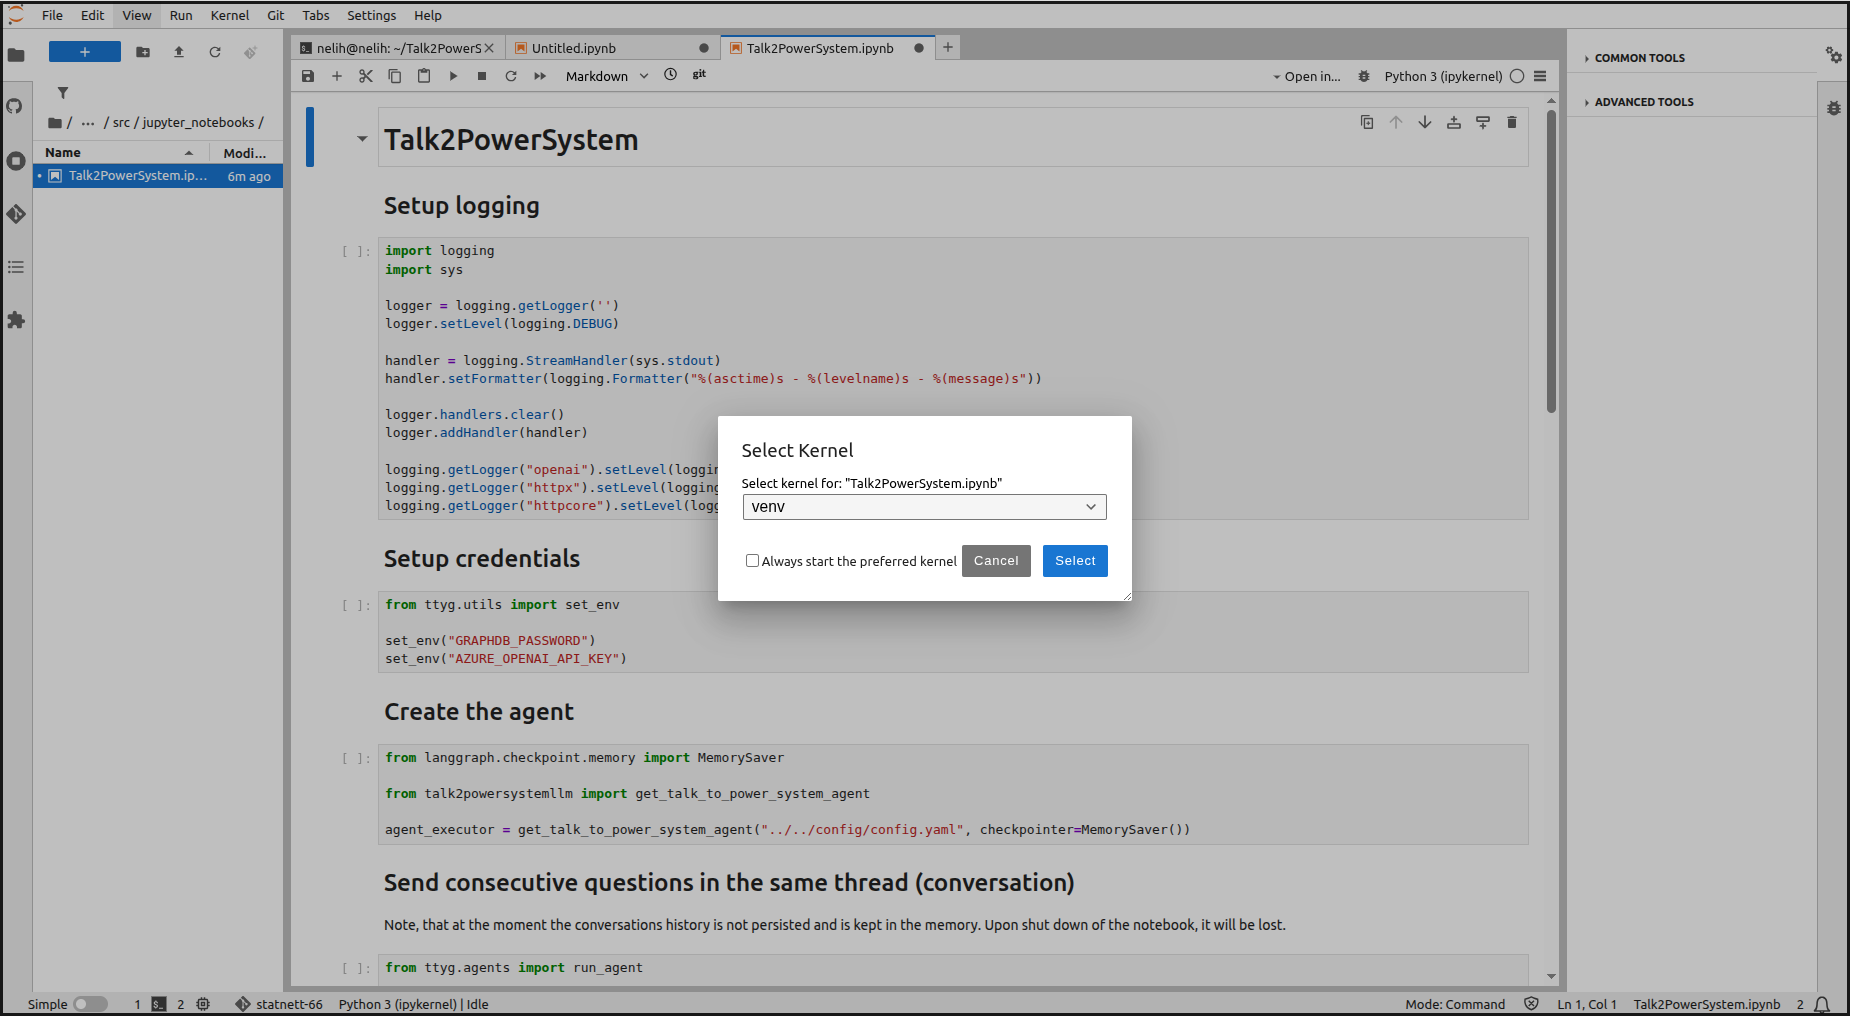 File Edit View Run Kernel Git Tabs Settings Help
nelih@nelih: ~/Talk2PowerS Untitled.ipynb Talk2PowerSystem.ipynb
Markdown git Open in... Python 3 (ipykernel)
COMMON TOOLS
ADVANCED TOOLS
/ ... / src / jupyter_notebooks /
Name Modi...
Talk2PowerSystem.ip... 6m ago
Talk2PowerSystem
Setup logging
[ ]:
import logging
import sys
logger = logging.getLogger('')
logger.setLevel(logging.DEBUG)
handler = logging.StreamHandler(sys.stdout)
handler.setFormatter(logging.Formatter("%(asctime)s - %(levelname)s - %(message)s"))
logger.handlers.clear()
logger.addHandler(handler)
logging.getLogger("openai").setLevel(loggin
logging.getLogger("httpx").setLevel(logging
logging.getLogger("httpcore").setLevel(logg
Select Kernel
Select kernel for: "Talk2PowerSystem.ipynb"
venv
Always start the preferred kernel Cancel Select
Setup credentials
[ ]:
from ttyg.utils import set_env
set_env("GRAPHDB_PASSWORD")
set_env("AZURE_OPENAI_API_KEY")
Create the agent
[ ]:
from langgraph.checkpoint.memory import MemorySaver
from talk2powersystemllm import get_talk_to_power_system_agent
agent_executor = get_talk_to_power_system_agent("../../config/config.yaml", checkpointer=MemorySaver())
Send consecutive questions in the same thread (conversation)
Note, that at the moment the conversations history is not persisted and is kept in the memory. Upon shut down of the notebook, it will be lost.
[ ]:
from ttyg.agents import run_agent
Simple 1 $_ 2 statnett-66 Python 3 (ipykernel) | Idle Mode: Command Ln 1, Col 1 Talk2PowerSystem.ipynb 2